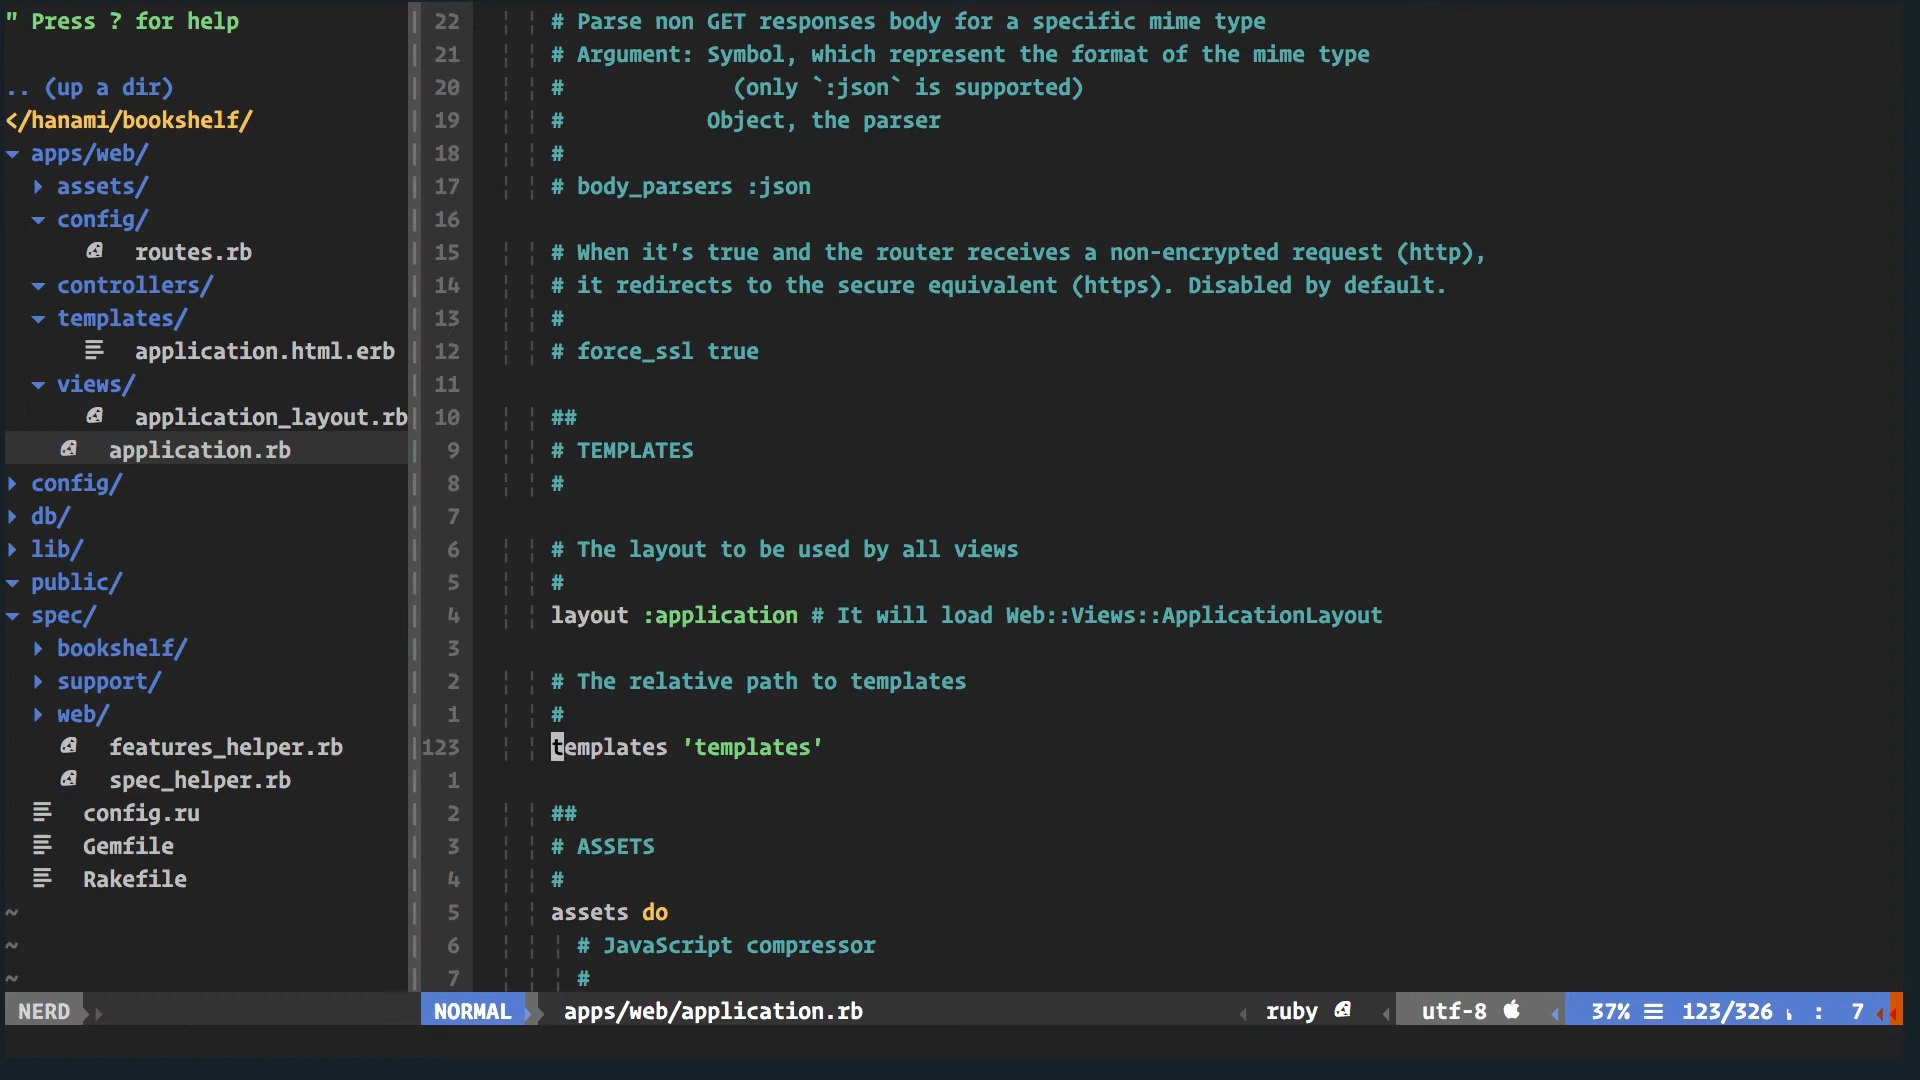 " Press ? for help
.. (up a dir)
</hanami/bookshelf/
apps/web/
assets/
config/
routes.rb
controllers/
templates/
application.html.erb
views/
application_layout.rb
application.rb
config/
db/
lib/
public/
spec/
bookshelf/
support/
web/
features_helper.rb
spec_helper.rb
config.ru
Gemfile
Rakefile
~
~
~
22 # Parse non GET responses body for a specific mime type
21 # Argument: Symbol, which represent the format of the mime type
20 # (only `:json` is supported)
19 # Object, the parser
18 #
17 # body_parsers :json
16
15 # When it's true and the router receives a non-encrypted request (http),
14 # it redirects to the secure equivalent (https). Disabled by default.
13 #
12 # force_ssl true
11
10 ##
9 # TEMPLATES
8 #
7
6 # The layout to be used by all views
5 #
4 layout :application # It will load Web::Views::ApplicationLayout
3
2 # The relative path to templates
1 #
123 templates 'templates'
1
2 ##
3 # ASSETS
4 #
5 assets do
6 # JavaScript compressor
7 #
NERD
NORMAL apps/web/application.rb ruby utf-8 37% 123/326 : 7